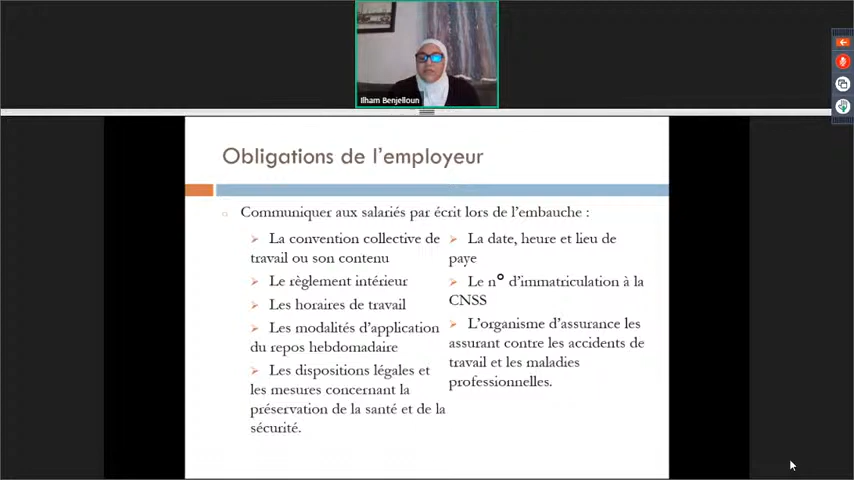 Ilham Benjelloun
Obligations de l’employeur
Communiquer aux salariés par écrit lors de l’embauche :
La convention collective de
travail ou son contenu
Le règlement intérieur
Les horaires de travail
Les modalités d’application
du repos hebdomadaire
Les dispositions légales et
les mesures concernant la
préservation de la santé et de la
sécurité.
La date, heure et lieu de
paye
Le n° d’immatriculation à la
CNSS
L’organisme d’assurance les
assurant contre les accidents de
travail et les maladies
professionnelles.